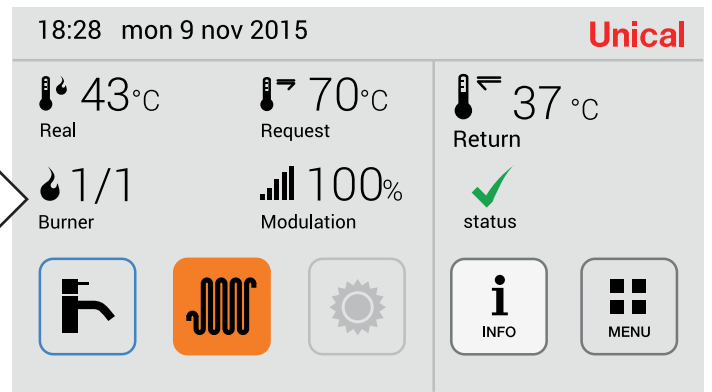 18:28 mon 9 nov 2015
Unical
43°C
Real
70°C
Request
37 °C
Return
1/1
Burner
100%
Modulation
status
i
INFO
MENU